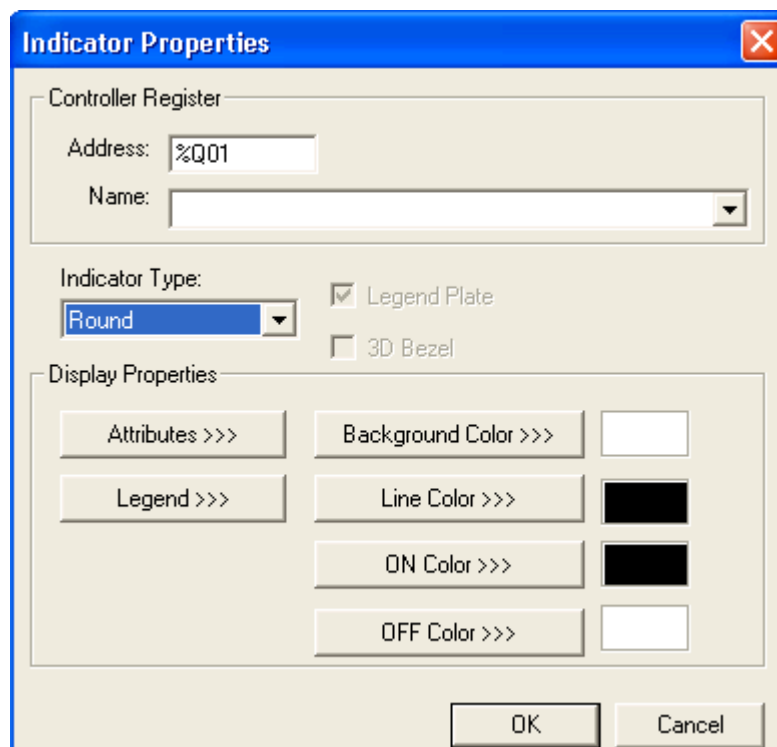 Indicator Properties
Controller Register
Address: %Q01
Name:
Indicator Type:
Round
Legend Plate
3D Bezel
Display Properties
Attributes >>>
Background Color >>>
Legend >>>
Line Color >>>
ON Color >>>
OFF Color >>>
OK
Cancel